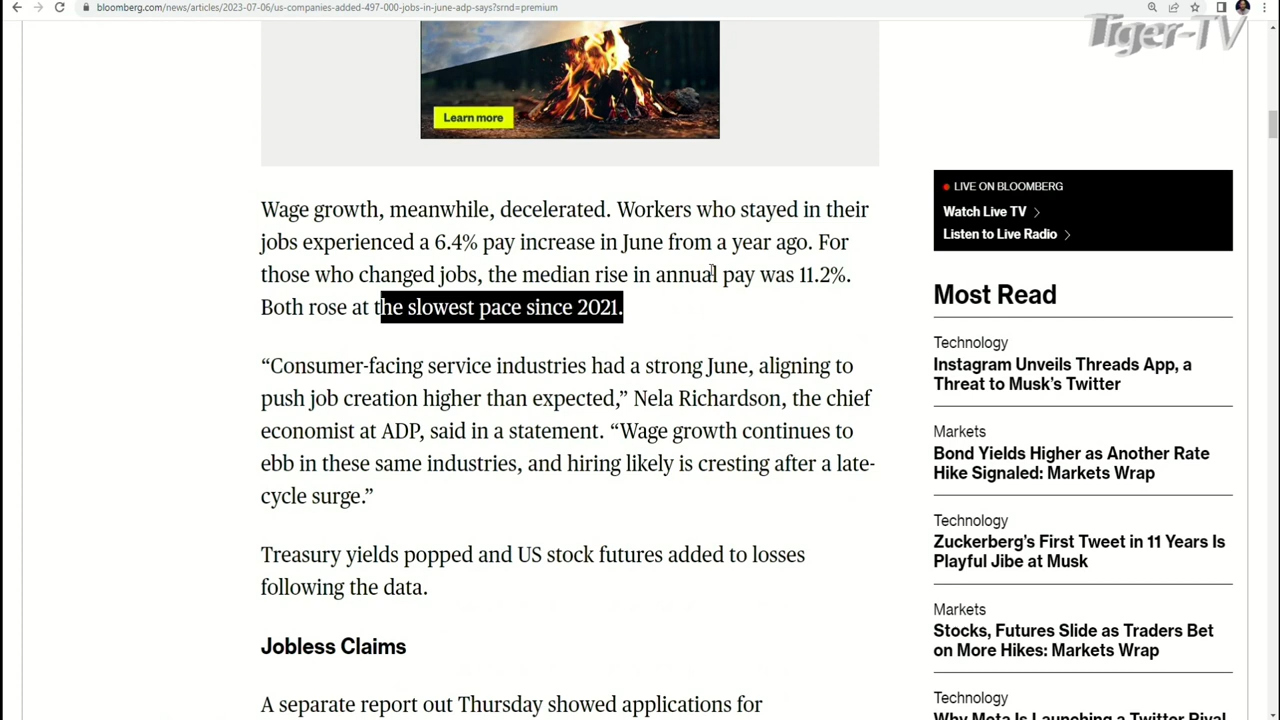 bloomberg.com/news/articles/2023-07-06/us-companies-added-497-000-jobs-in-june-adp-says?srnd=premium
Tiger-TV
Learn more
Wage growth, meanwhile, decelerated. Workers who stayed in their
jobs experienced a 6.4% pay increase in June from a year ago. For
those who changed jobs, the median rise in annual pay was 11.2%.
Both rose at the slowest pace since 2021.
“Consumer-facing service industries had a strong June, aligning to
push job creation higher than expected,” Nela Richardson, the chief
economist at ADP, said in a statement. “Wage growth continues to
ebb in these same industries, and hiring likely is cresting after a late-
cycle surge.”
Treasury yields popped and US stock futures added to losses
following the data.
Jobless Claims
A separate report out Thursday showed applications for
LIVE ON BLOOMBERG
Watch Live TV
Listen to Live Radio
Most Read
Technology
Instagram Unveils Threads App, a
Threat to Musk’s Twitter
Markets
Bond Yields Higher as Another Rate
Hike Signaled: Markets Wrap
Technology
Zuckerberg’s First Tweet in 11 Years Is
Playful Jibe at Musk
Markets
Stocks, Futures Slide as Traders Bet
on More Hikes: Markets Wrap
Technology
Why Meta Is Launching a Twitter Rival